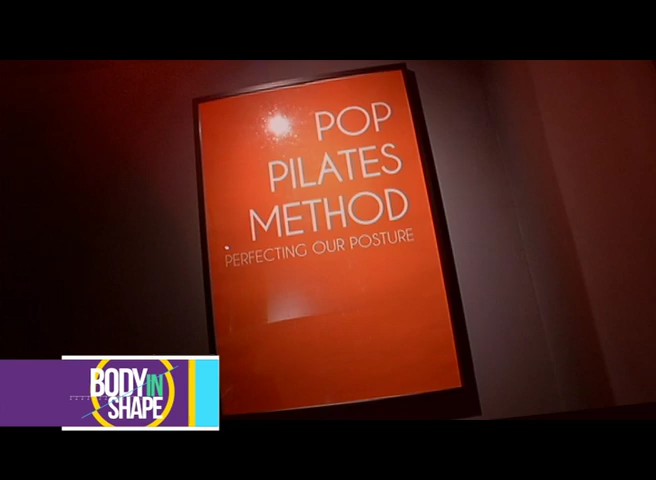 POP
PILATES
METHOD
PERFECTING OUR POSTURE
BODY IN
SHAPE